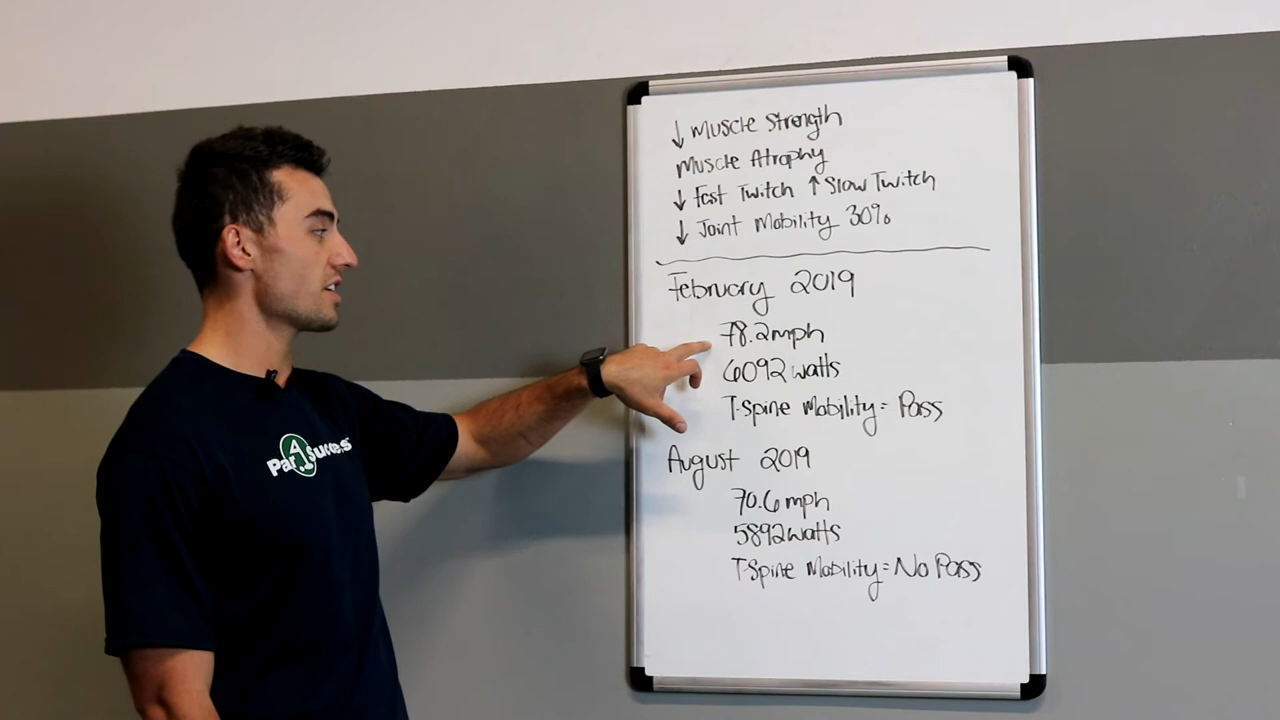 Par4Success
↓ Muscle Strength
Muscle Atrophy
↓ Fast Twitch ↑ Slow Twitch
↓ Joint Mobility 30%
February 2019
78.2mph
6092 watts
T-Spine Mobility = Pass
August 2019
70.6 mph
5892 watts
T-Spine Mobility = No Pass